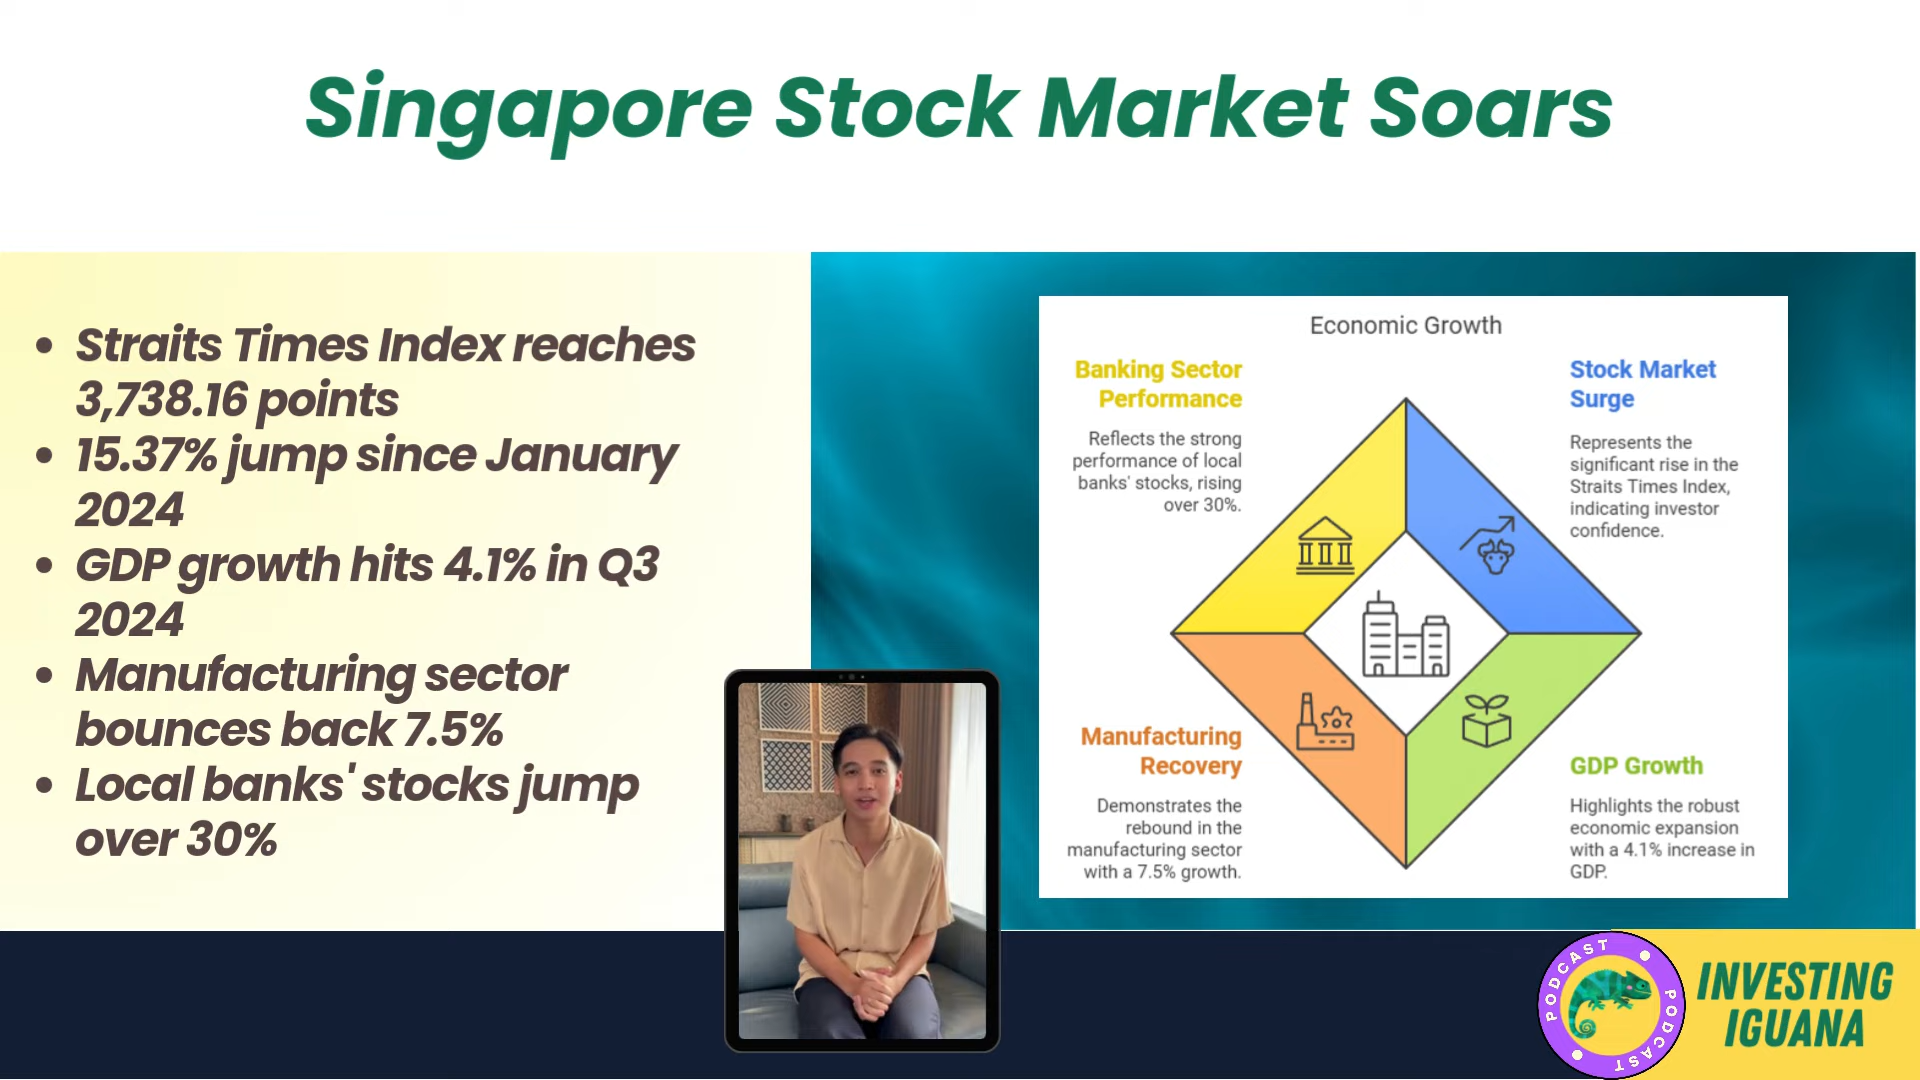 Singapore Stock Market Soars
• Straits Times Index reaches
3,738.16 points
• 15.37% jump since January
2024
• GDP growth hits 4.1% in Q3
2024
• Manufacturing sector
bounces back 7.5%
• Local banks' stocks jump
over 30%
Economic Growth
Banking Sector
Performance
Reflects the strong
performance of local
banks' stocks, rising
over 30%.
Stock Market
Surge
Represents the
significant rise in the
Straits Times Index,
indicating investor
confidence.
Manufacturing
Recovery
Demonstrates the
rebound in the
manufacturing sector
with a 7.5% growth.
GDP Growth
Highlights the robust
economic expansion
with a 4.1% increase in
GDP.
PODCAST
PODCAST
INVESTING
IGUANA